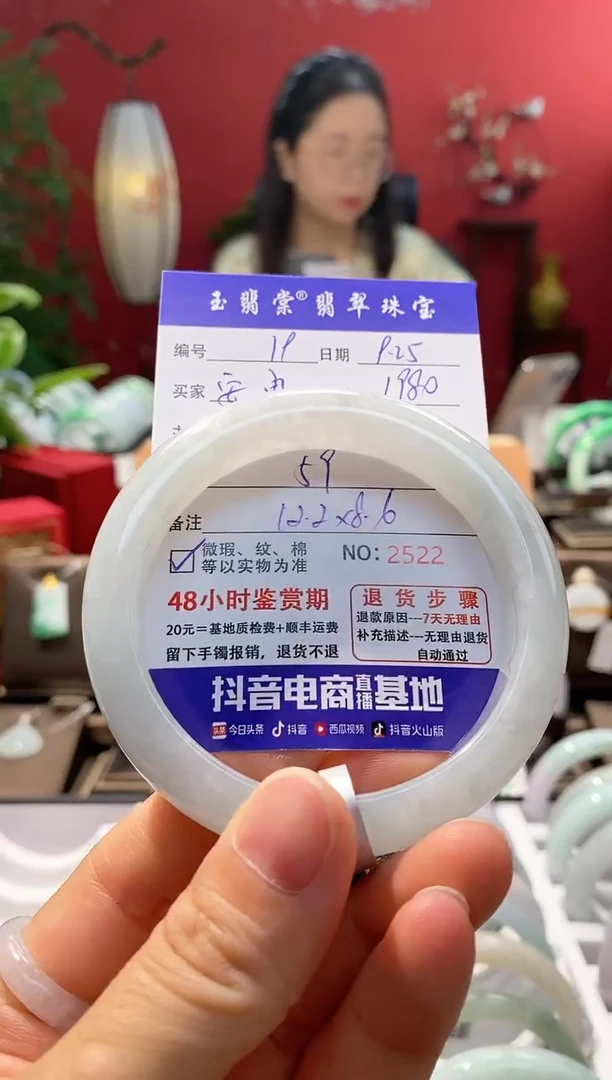 玉翡棠®翡翠珠宝
编号 19 日期 9.25
买家 1980
59
备注 12.2x8.6
微瑕、纹、棉
等以实物为准
NO: 2522
48小时鉴赏期
20元=基地质检费+顺丰运费
留下手镯报销，退货不退
退货步骤
退款原因---7天无理由
补充描述---无理由退货
自动通过
抖音电商直播基地
头条 今日头条 抖音 西瓜视频 抖音火山版